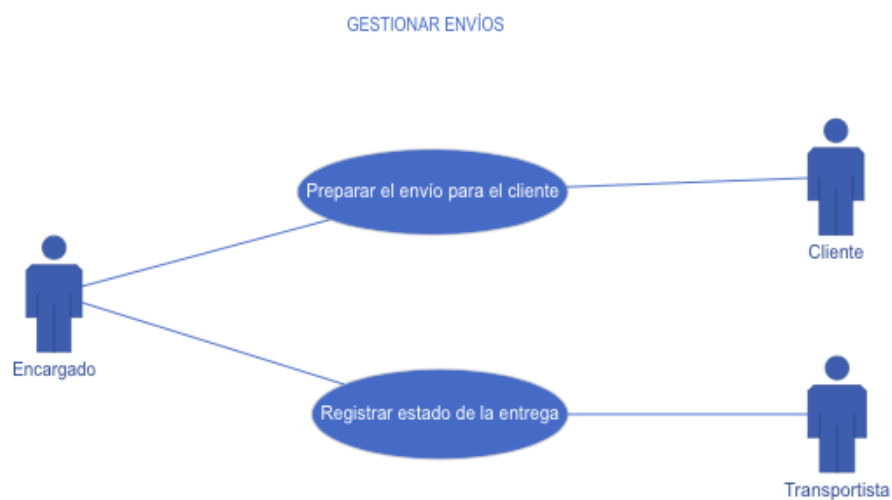 GESTIONAR ENVÍOS
Preparar el envío para el cliente
Cliente
Encargado
Registrar estado de la entrega
Transportista